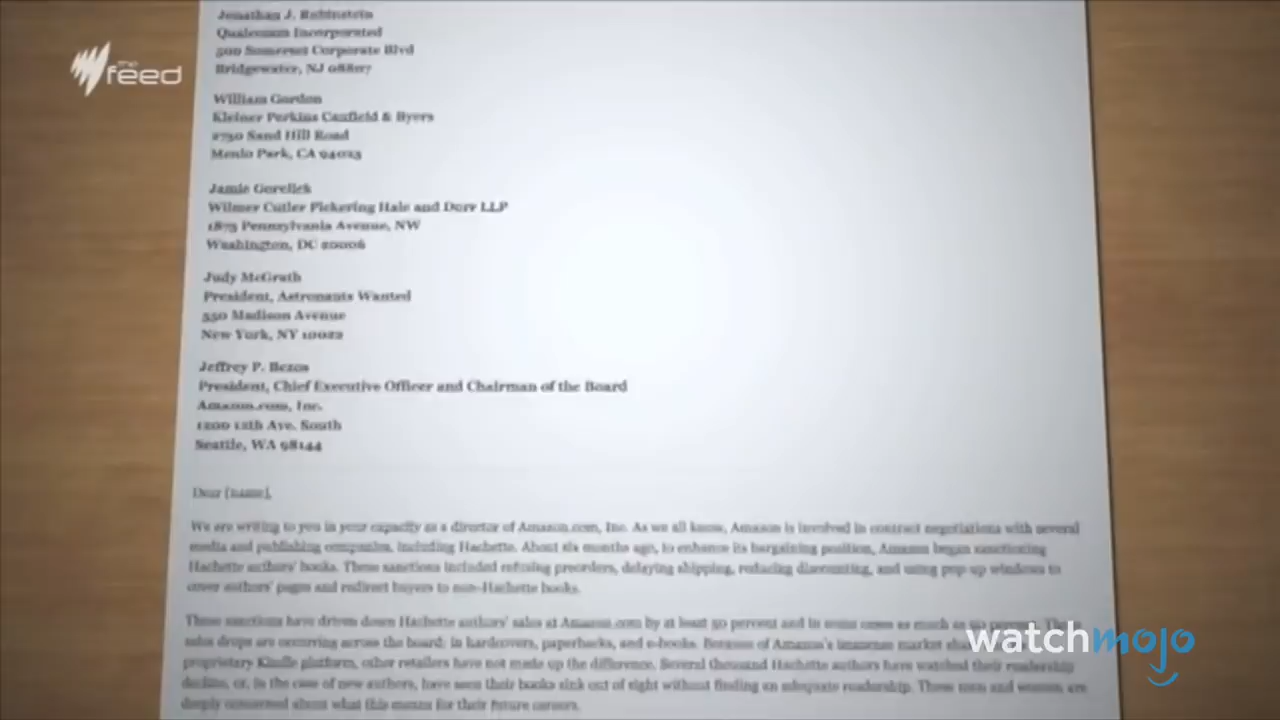 the feed
Jonathan J. Rubinstein
Qualcomm Incorporated
500 Somerset Corporate Blvd
Bridgewater, NJ 08807
William Gordon
Kleiner Perkins Caufield & Byers
2750 Sand Hill Road
Menlo Park, CA 94025
Jamie Gorelick
Wilmer Cutler Pickering Hale and Dorr LLP
1875 Pennsylvania Avenue, NW
Washington, DC 20006
Judy McGrath
President, Astronauts Wanted
550 Madison Avenue
New York, NY 10022
Jeffrey P. Bezos
President, Chief Executive Officer and Chairman of the Board
Amazon.com, Inc.
1200 12th Ave. South
Seattle, WA 98144
Dear [name],
We are writing to you in your capacity as a director of Amazon.com, Inc. As we all know, Amazon is involved in contract negotiations with several
media and publishing companies, including Hachette. About six months ago, to enhance its bargaining position, Amazon began sanctioning
Hachette authors' books. These sanctions included refusing preorders, delaying shipping, reducing discounting, and using pop-up windows to
cover authors' pages and redirect buyers to non-Hachette books.
These sanctions have driven down Hachette authors' sales at Amazon.com by at least 50 percent and in some cases as much as 90 percent.
sales drops are occurring across the board: in hardcovers, paperbacks, and e-books. Because of Amazon's immense market
proprietary Kindle platform, other retailers have not made up the difference. Several thousand Hachette authors have watched their readership
decline, or, in the case of new authors, have seen their books sink out of sight without finding an adequate readership. These men and women are
deeply concerned about what this means for their future careers.
watchmojo